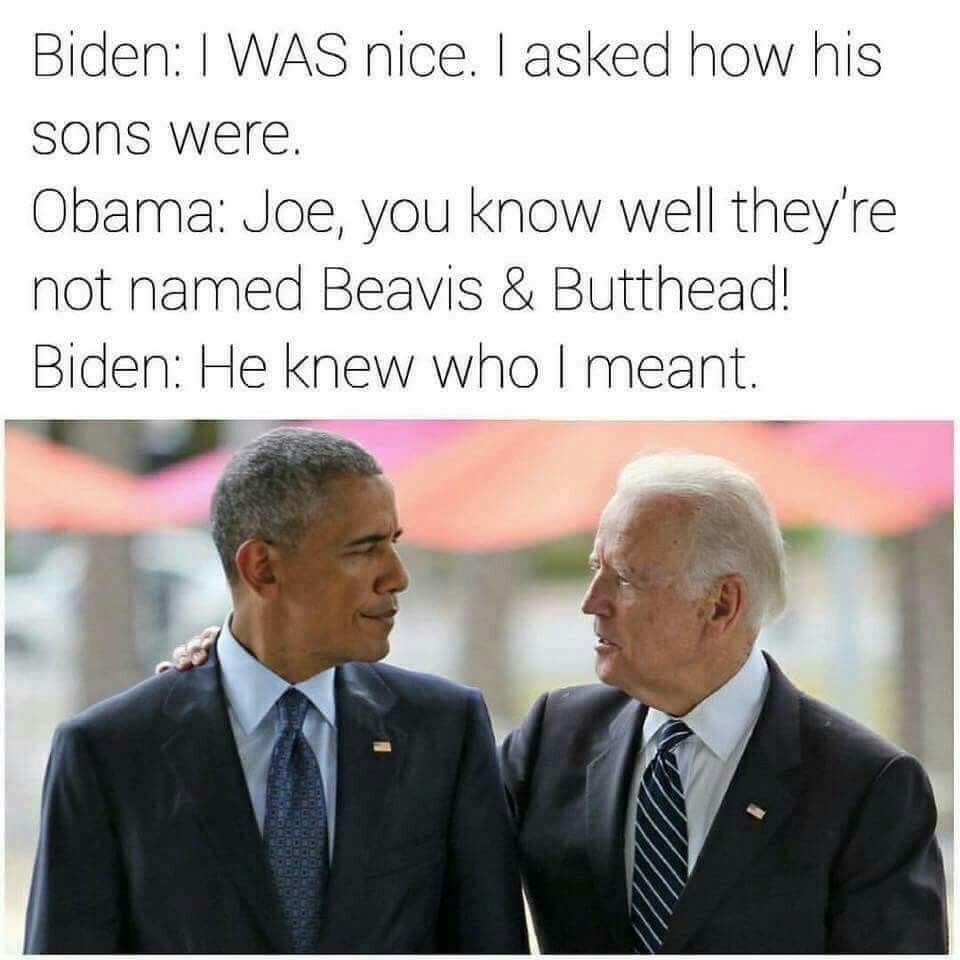 Biden: I WAS nice. I asked how his
sons were.
Obama: Joe, you know well they're
not named Beavis & Butthead!
Biden: He knew who I meant.